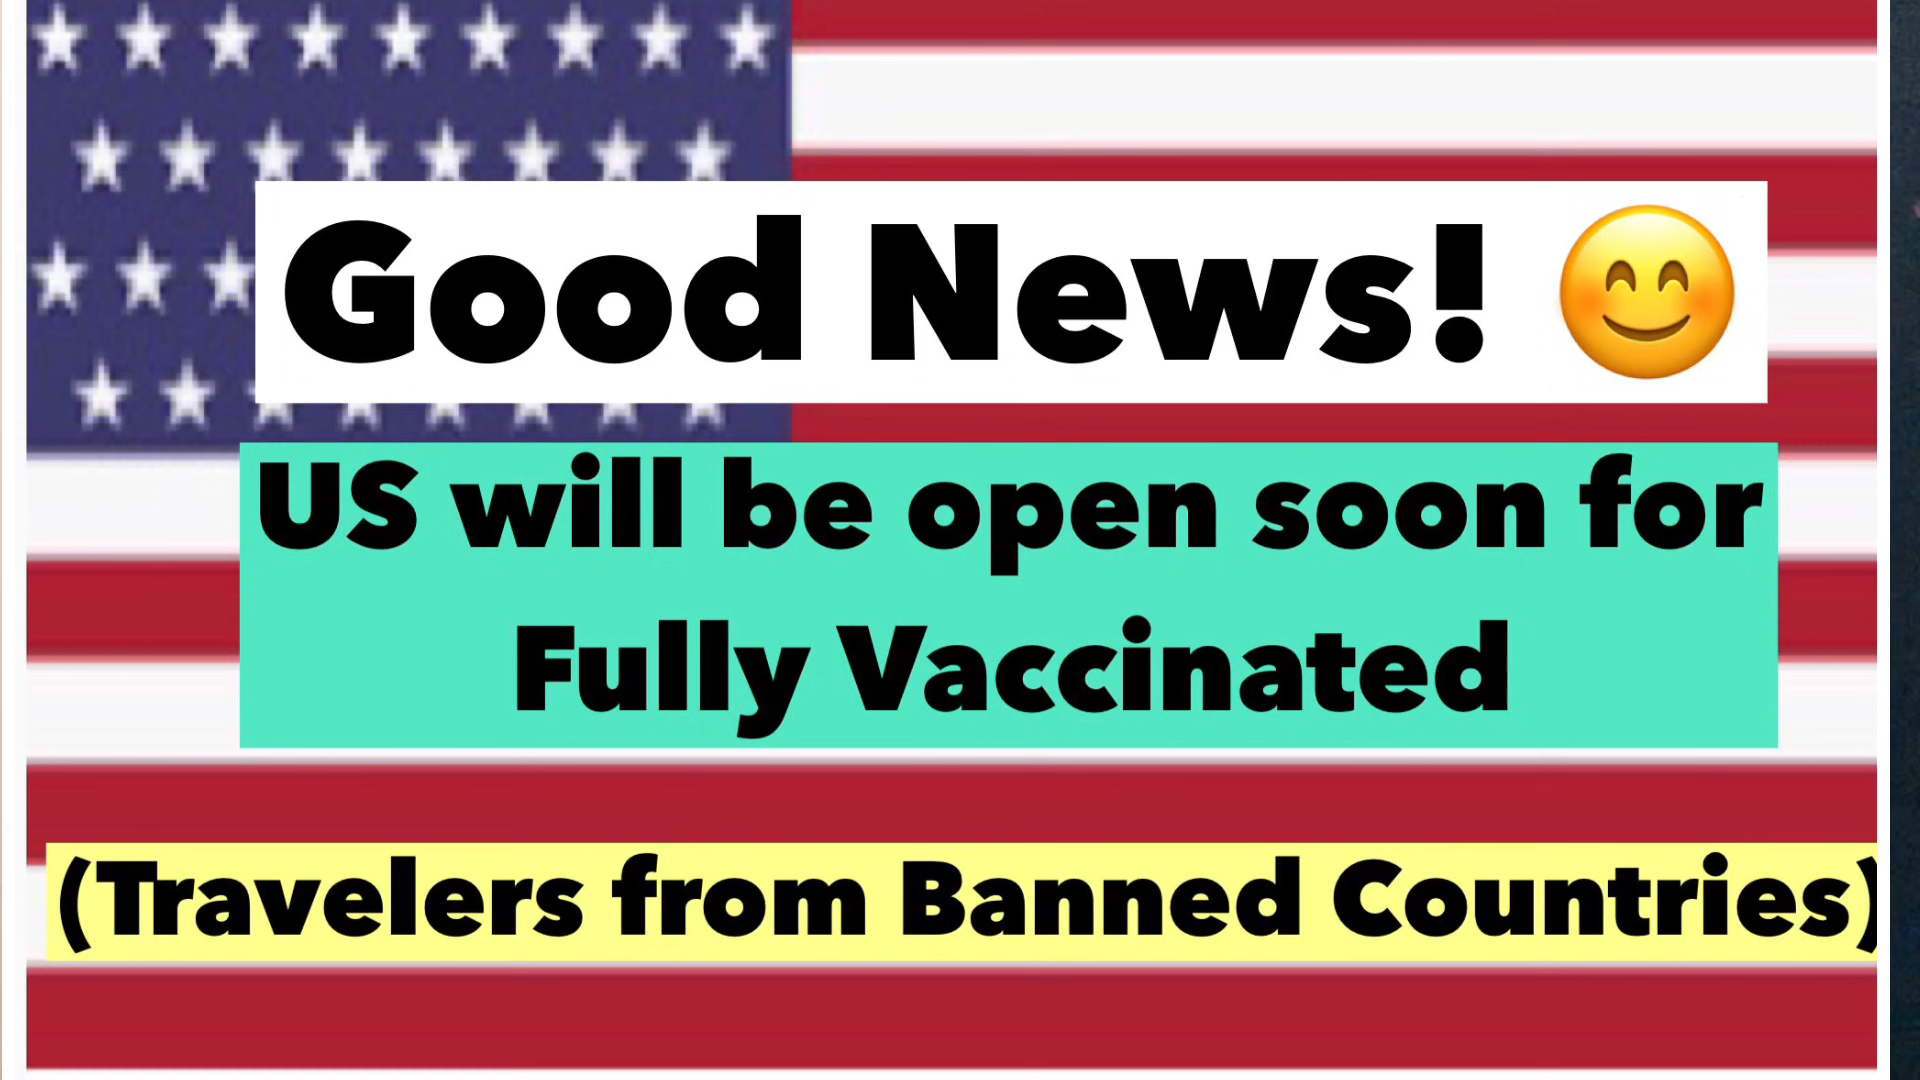 Good News! 😊
US will be open soon for
Fully Vaccinated
(Travelers from Banned Countries)